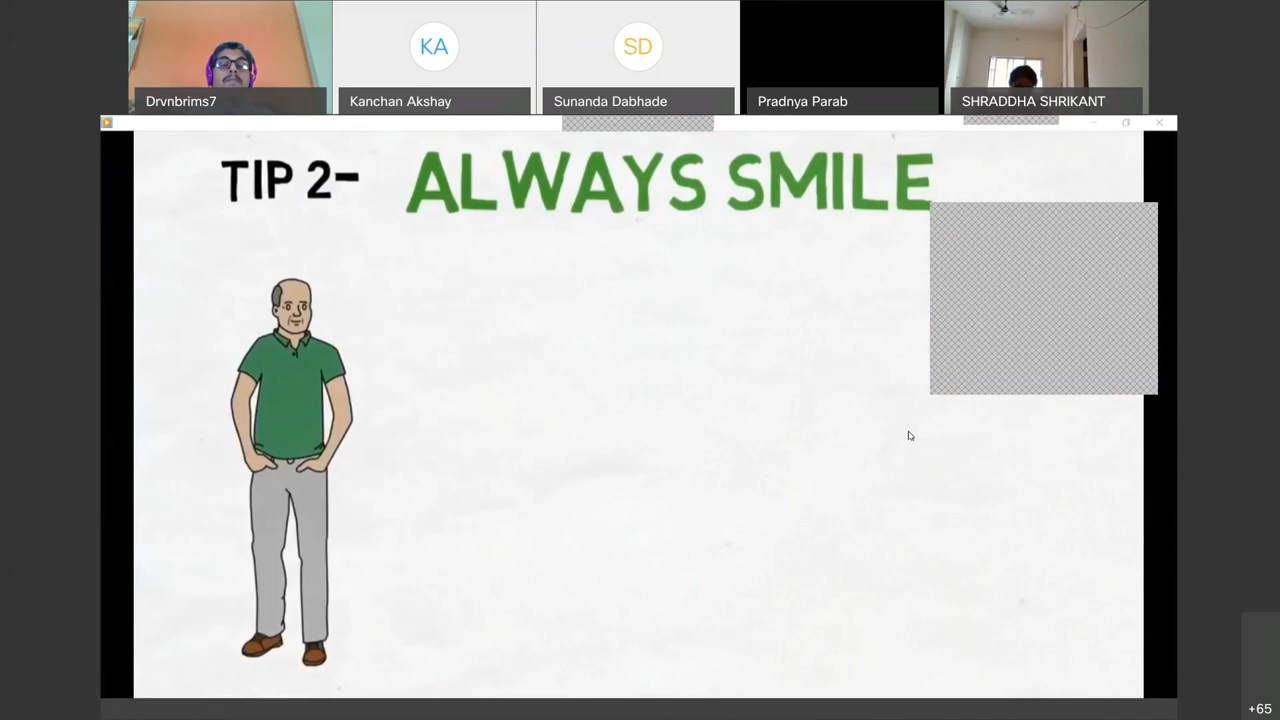 KA
SD
Drvnbrims7
Kanchan Akshay
Sunanda Dabhade
Pradnya Parab
SHRADDHA SHRIKANT
TIP 2- ALWAYS SMILE
+65